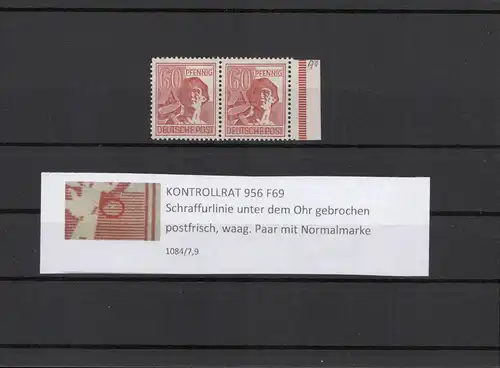 60 PFENNIG 60 PFENNIG
DEUTSCHE POST DEUTSCHE POST
KONTROLLRAT 956 F69
Schraffurlinie unter dem Ohr gebrochen
postfrisch, waag. Paar mit Normalmarke
1084/7,9